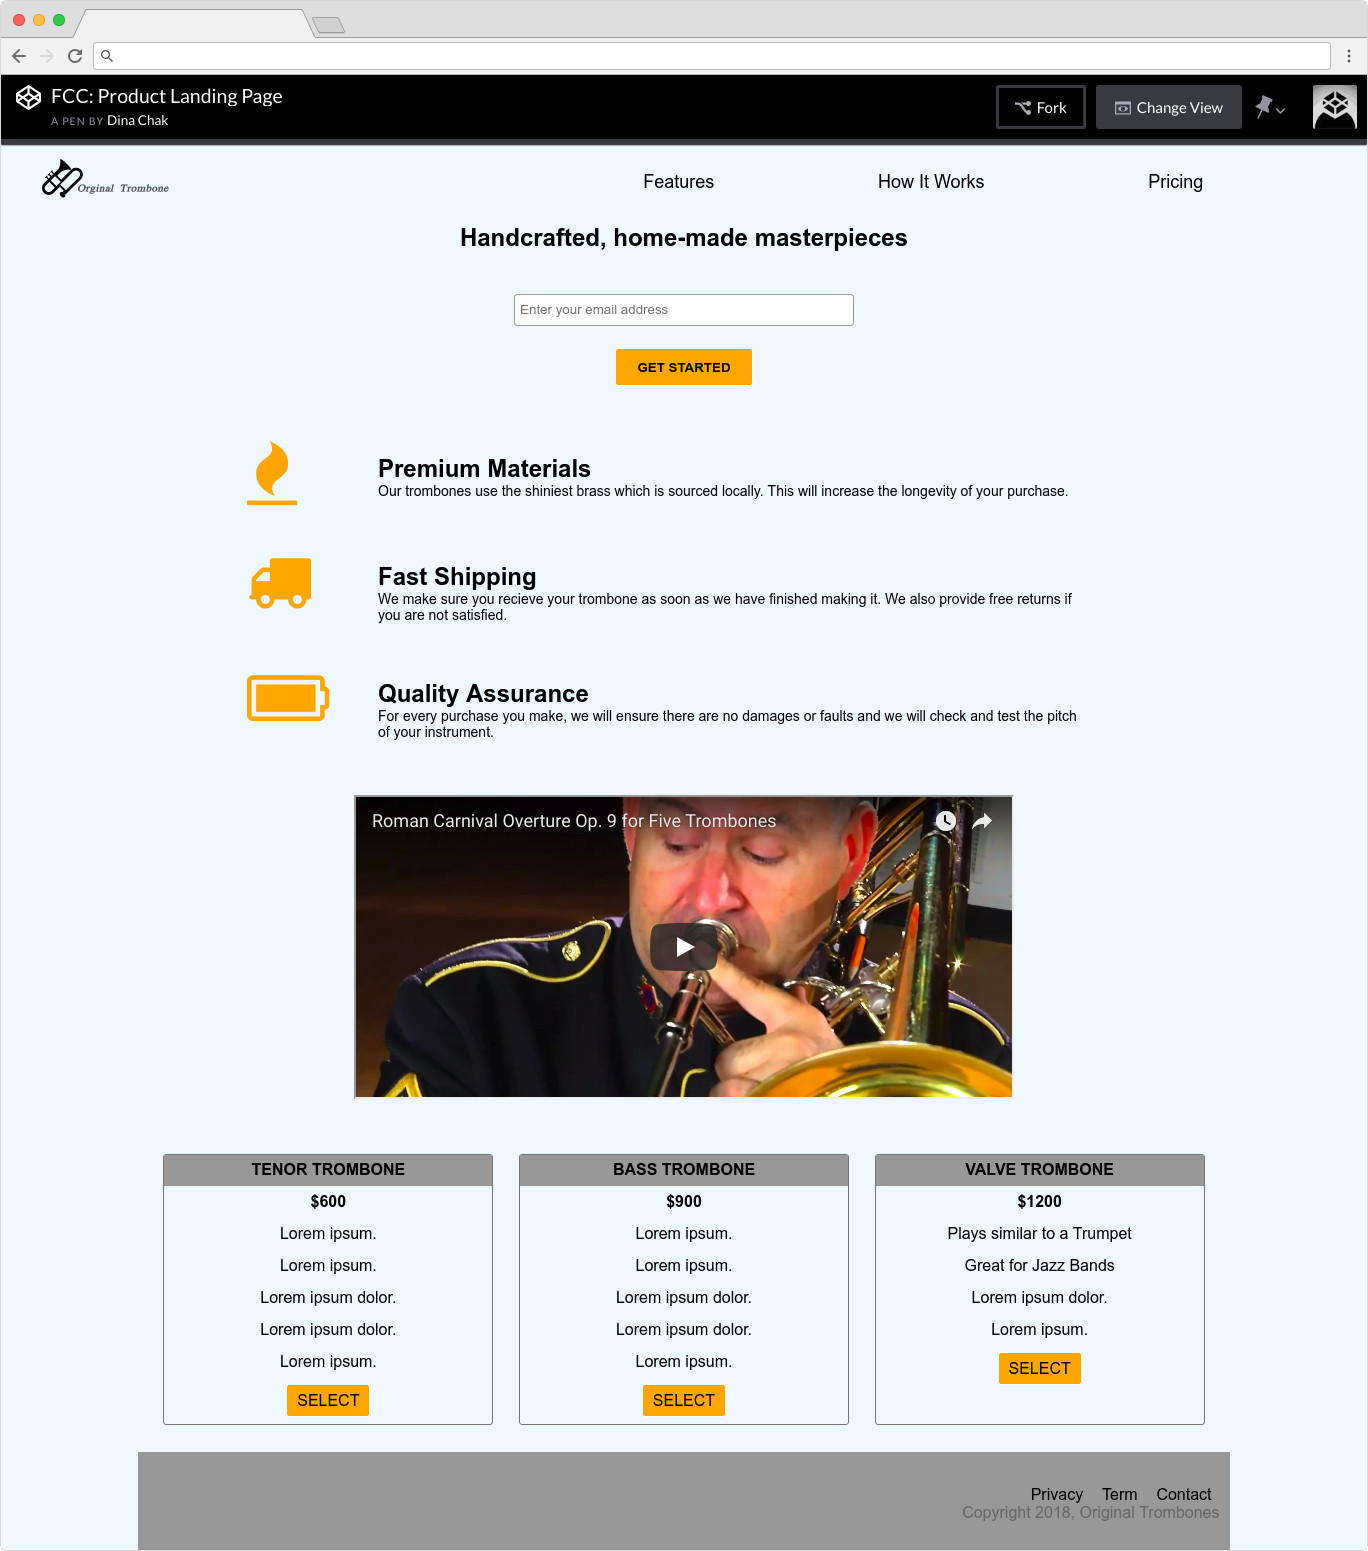 FCC: Product Landing Page
A PEN BY Dina Chak
Fork
Change View
Orginal Trombone
Features
How It Works
Pricing
Handcrafted, home-made masterpieces
Enter your email address
GET STARTED
Premium Materials
Our trombones use the shiniest brass which is sourced locally. This will increase the longevity of your purchase.
Fast Shipping
We make sure you recieve your trombone as soon as we have finished making it. We also provide free returns if
you are not satisfied.
Quality Assurance
For every purchase you make, we will ensure there are no damages or faults and we will check and test the pitch
of your instrument.
Roman Carnival Overture Op. 9 for Five Trombones
TENOR TROMBONE
$600
Lorem ipsum.
Lorem ipsum.
Lorem ipsum dolor.
Lorem ipsum dolor.
Lorem ipsum.
SELECT
BASS TROMBONE
$900
Lorem ipsum.
Lorem ipsum.
Lorem ipsum dolor.
Lorem ipsum dolor.
Lorem ipsum.
SELECT
VALVE TROMBONE
$1200
Plays similar to a Trumpet
Great for Jazz Bands
Lorem ipsum dolor.
Lorem ipsum.
SELECT
Privacy Term Contact
Copyright 2018, Original Trombones